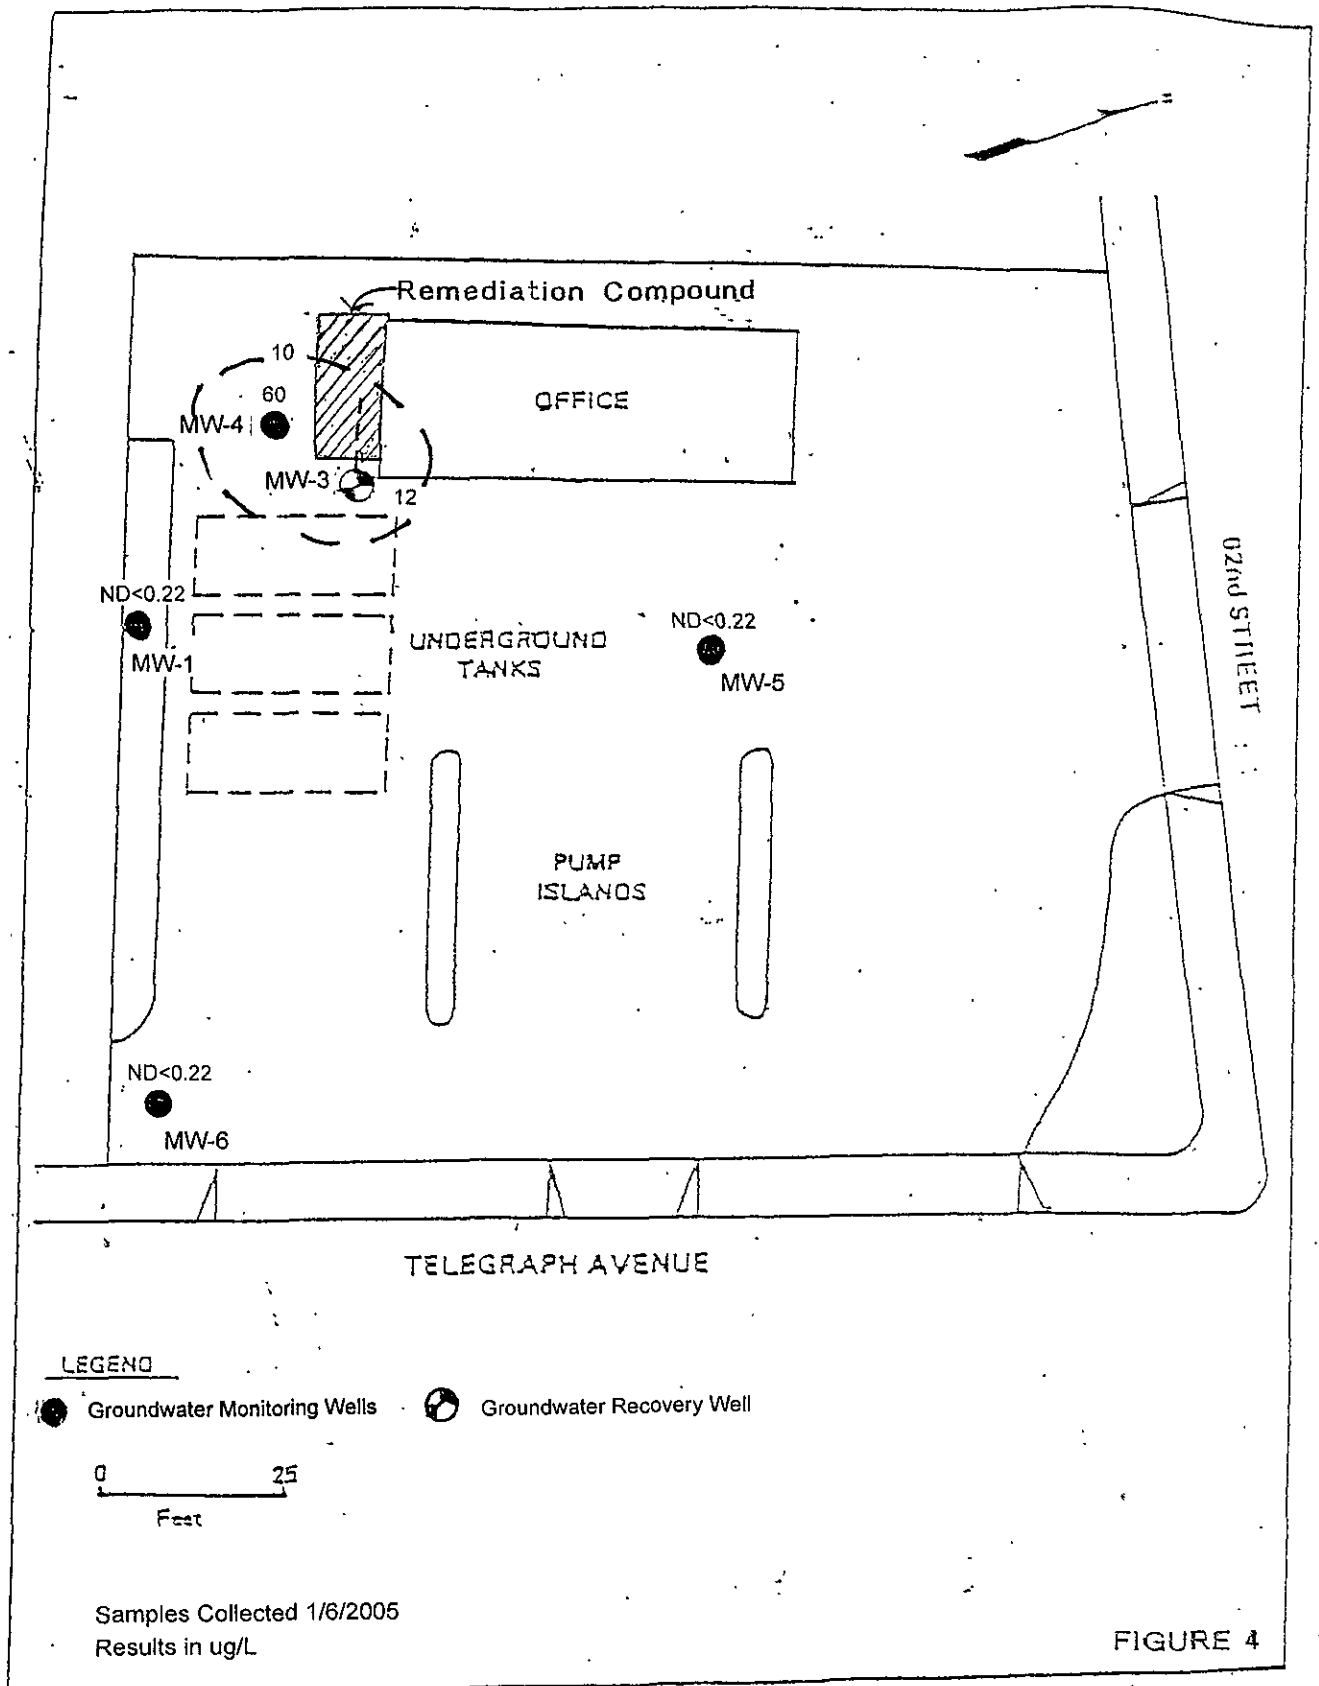 Remediation Compound
10
60
OFFICE
MW-4
MW-3
12
ND<0.22
MW-1
UNDERGROUND
TANKS
ND<0.22
MW-5
02nd STREET
PUMP
ISLANDS
ND<0.22
MW-6
TELEGRAPH AVENUE
LEGEND
Groundwater Monitoring Wells
Groundwater Recovery Well
0 25
Feet
Samples Collected 1/6/2005
Results in ug/L
FIGURE 4